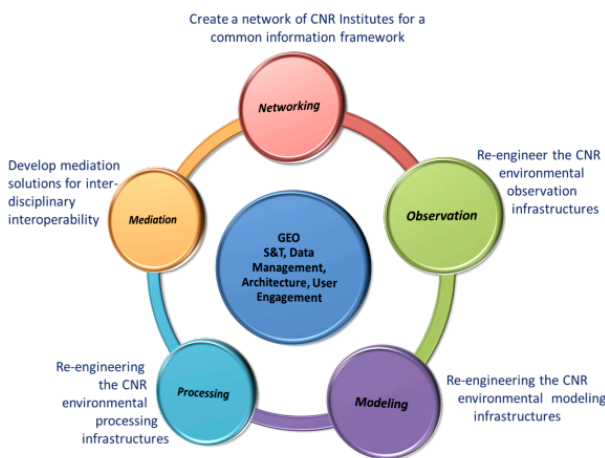 Create a network of CNR Institutes for a
common information framework
Networking
Re-engineer the CNR
environmental
observation
infrastructures
Observation
Develop mediation
solutions for inter-
disciplinary
interoperability
Mediation
GEO
S&T, Data
Management,
Architecture, User
Engagement
Re-engineering
the CNR
environmental
processing
infrastructures
Processing
Modeling
Re-engineering the CNR
environmental modeling
infrastructures